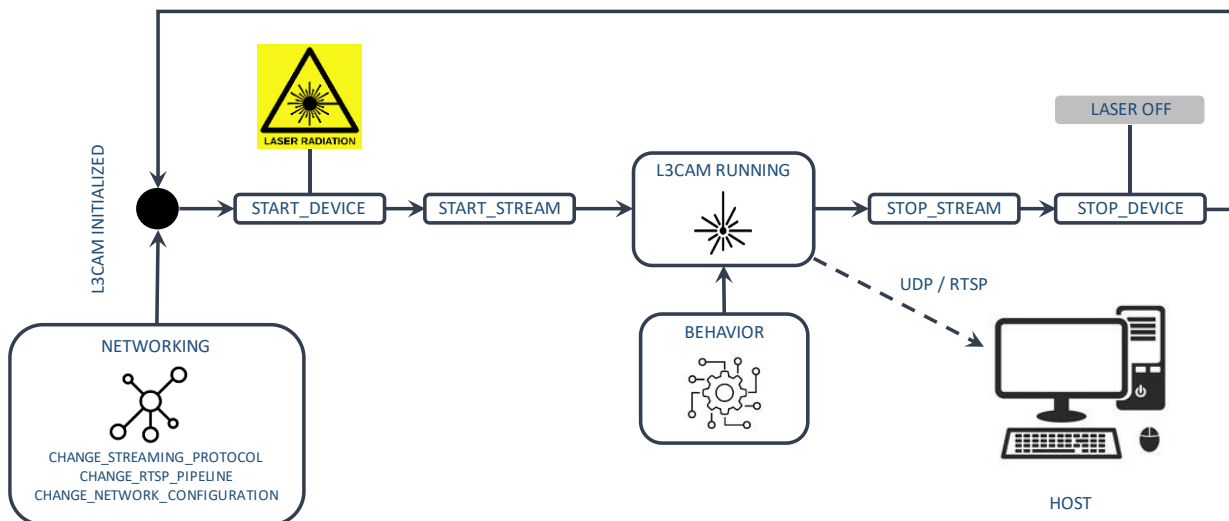 LASER RADIATION
LASER OFF
L3CAM INITIALIZED
START_DEVICE
START_STREAM
L3CAM RUNNING
STOP_STREAM
STOP_DEVICE
UDP / RTSP
NETWORKING
CHANGE_STREAMING_PROTOCOL
CHANGE_RTSP_PIPELINE
CHANGE_NETWORK_CONFIGURATION
BEHAVIOR
HOST